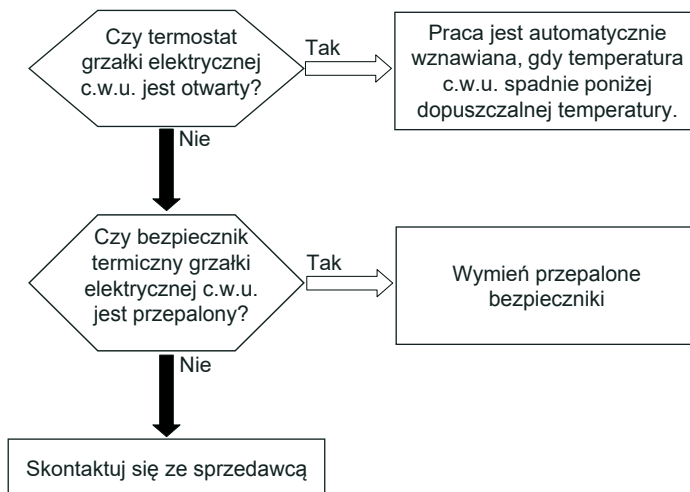 Czy termostat
grzałki elektrycznej
c.w.u. jest otwarty?
Tak
Praca jest automatycznie
wznawiana, gdy temperatura
c.w.u. spadnie poniżej
dopuszczalnej temperatury.
Nie
Czy bezpiecznik
termiczny grzałki
elektrycznej c.w.u.
jest przepalony?
Tak
Wymień przepalone
bezpieczniki
Nie
Skontaktuj się ze sprzedawcą